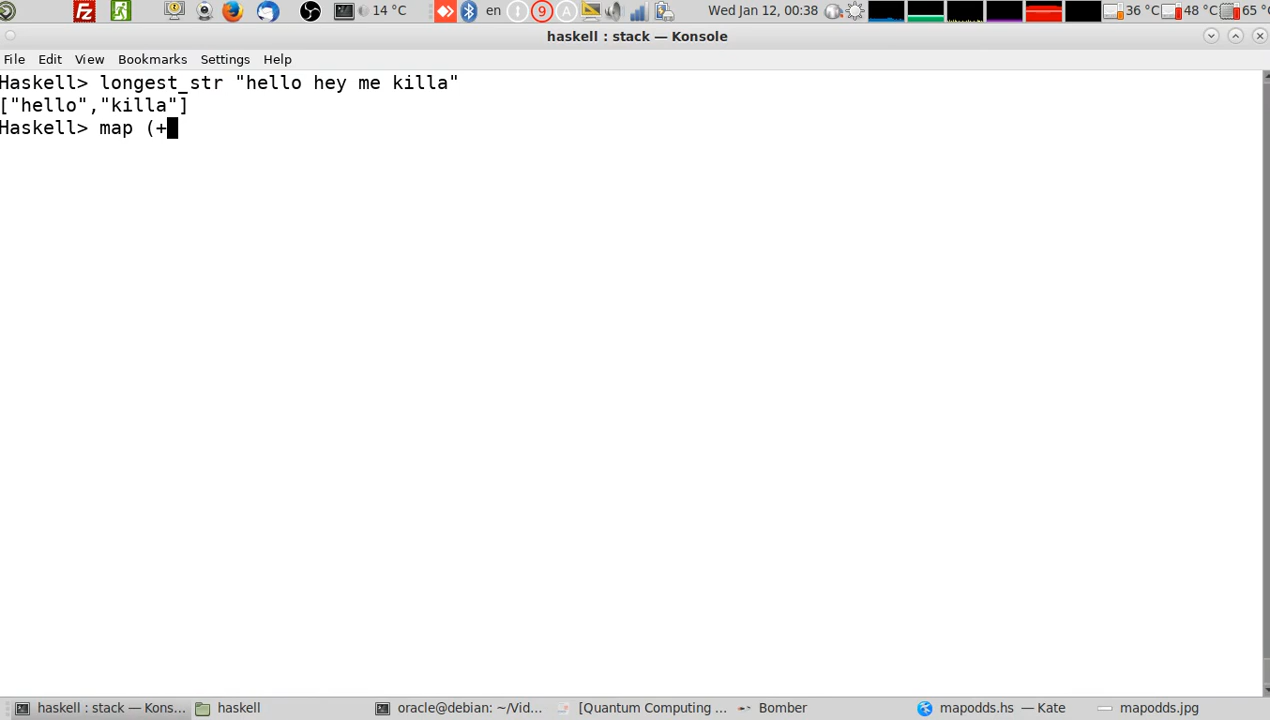 14 °C
en
9
A
Wed Jan 12, 00:38
36 °C
48 °C
65 °C
haskell : stack — Konsole
File Edit View Bookmarks Settings Help
Haskell> longest_str "hello hey me killa"
["hello","killa"]
Haskell> map (+
haskell : stack — Kons...
haskell
oracle@debian: ~/Vid...
[Quantum Computing ...
Bomber
mapodds.hs — Kate
mapodds.jpg